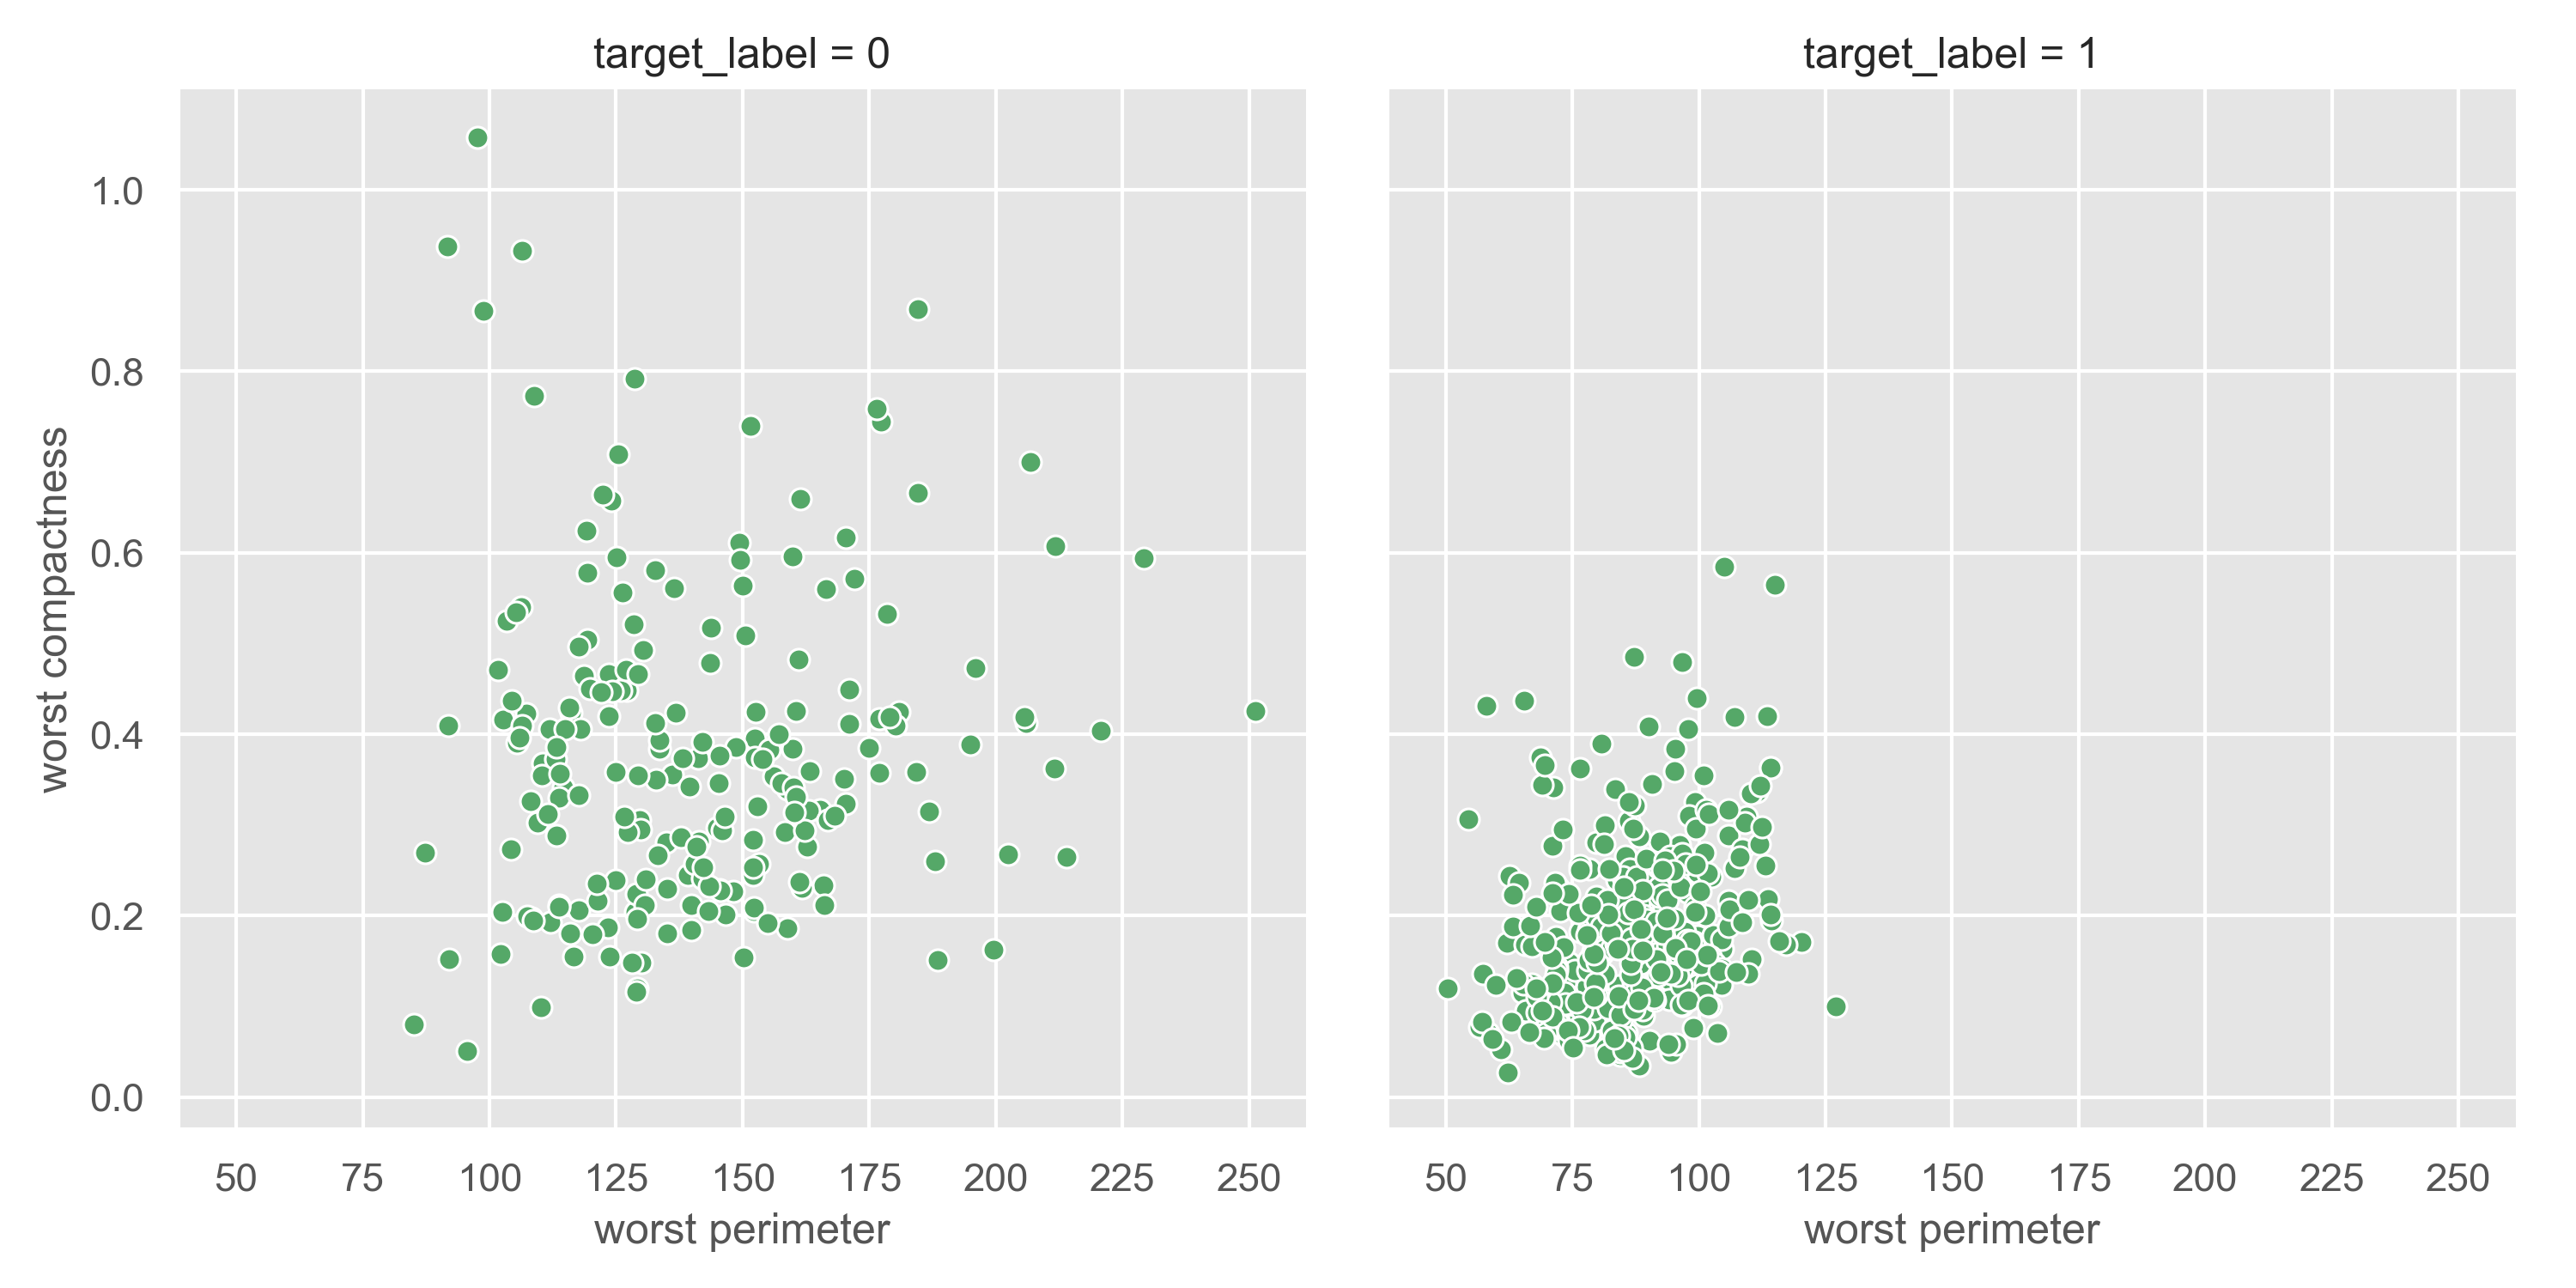 target_label = 0
target_label = 1
worst compactness
1.0
0.8
0.6
0.4
0.2
0.0
50 75 100 125 150 175 200 225 250
50 75 100 125 150 175 200 225 250
worst perimeter
worst perimeter